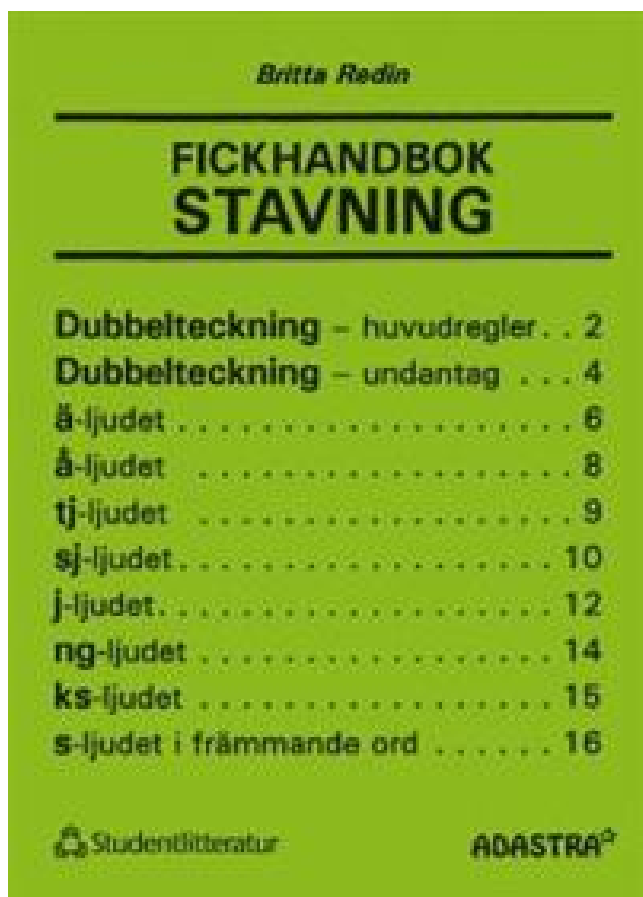 Britta Redin
FICKHANDBOK
STAVNING
Dubbelteckning – huvudregler . . 2
Dubbelteckning – undantag . . . 4
ä-ljudet . . . . . . . . . . . . . . . . . . . 6
å-ljudet . . . . . . . . . . . . . . . . . . 8
tj-ljudet . . . . . . . . . . . . . . . . . . 9
sj-ljudet . . . . . . . . . . . . . . . . . . 10
j-ljudet . . . . . . . . . . . . . . . . . . . 12
ng-ljudet . . . . . . . . . . . . . . . . . 14
ks-ljudet . . . . . . . . . . . . . . . . . 15
s-ljudet i främmande ord . . . . . . 16
Studentlitteratur
ADASTRA